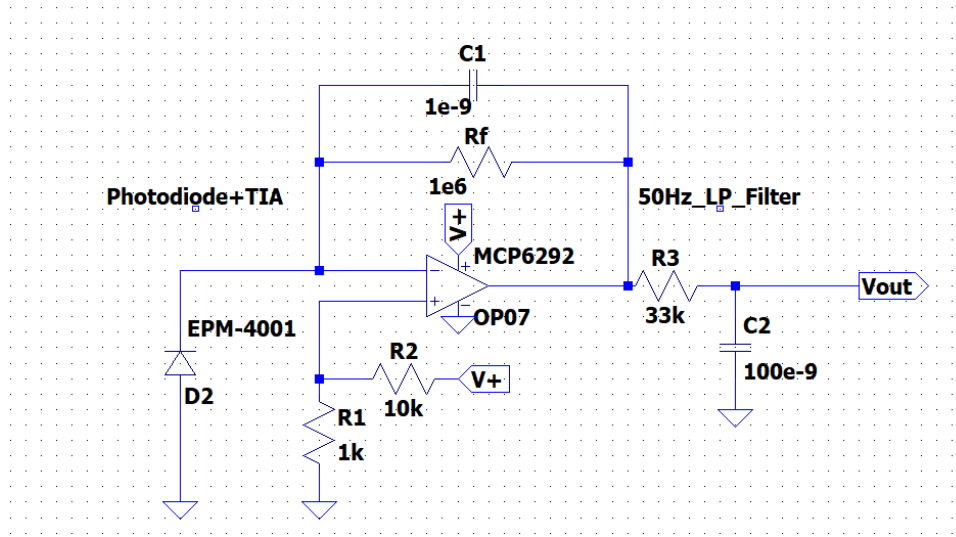 C1
1e-9
Rf
1e6
Photodiode+TIA
50Hz_LP_Filter
V+
MCP6292
R3
Vout
EPM-4001
OP07
33k
C2
R2
V+
100e-9
D2
10k
R1
1k